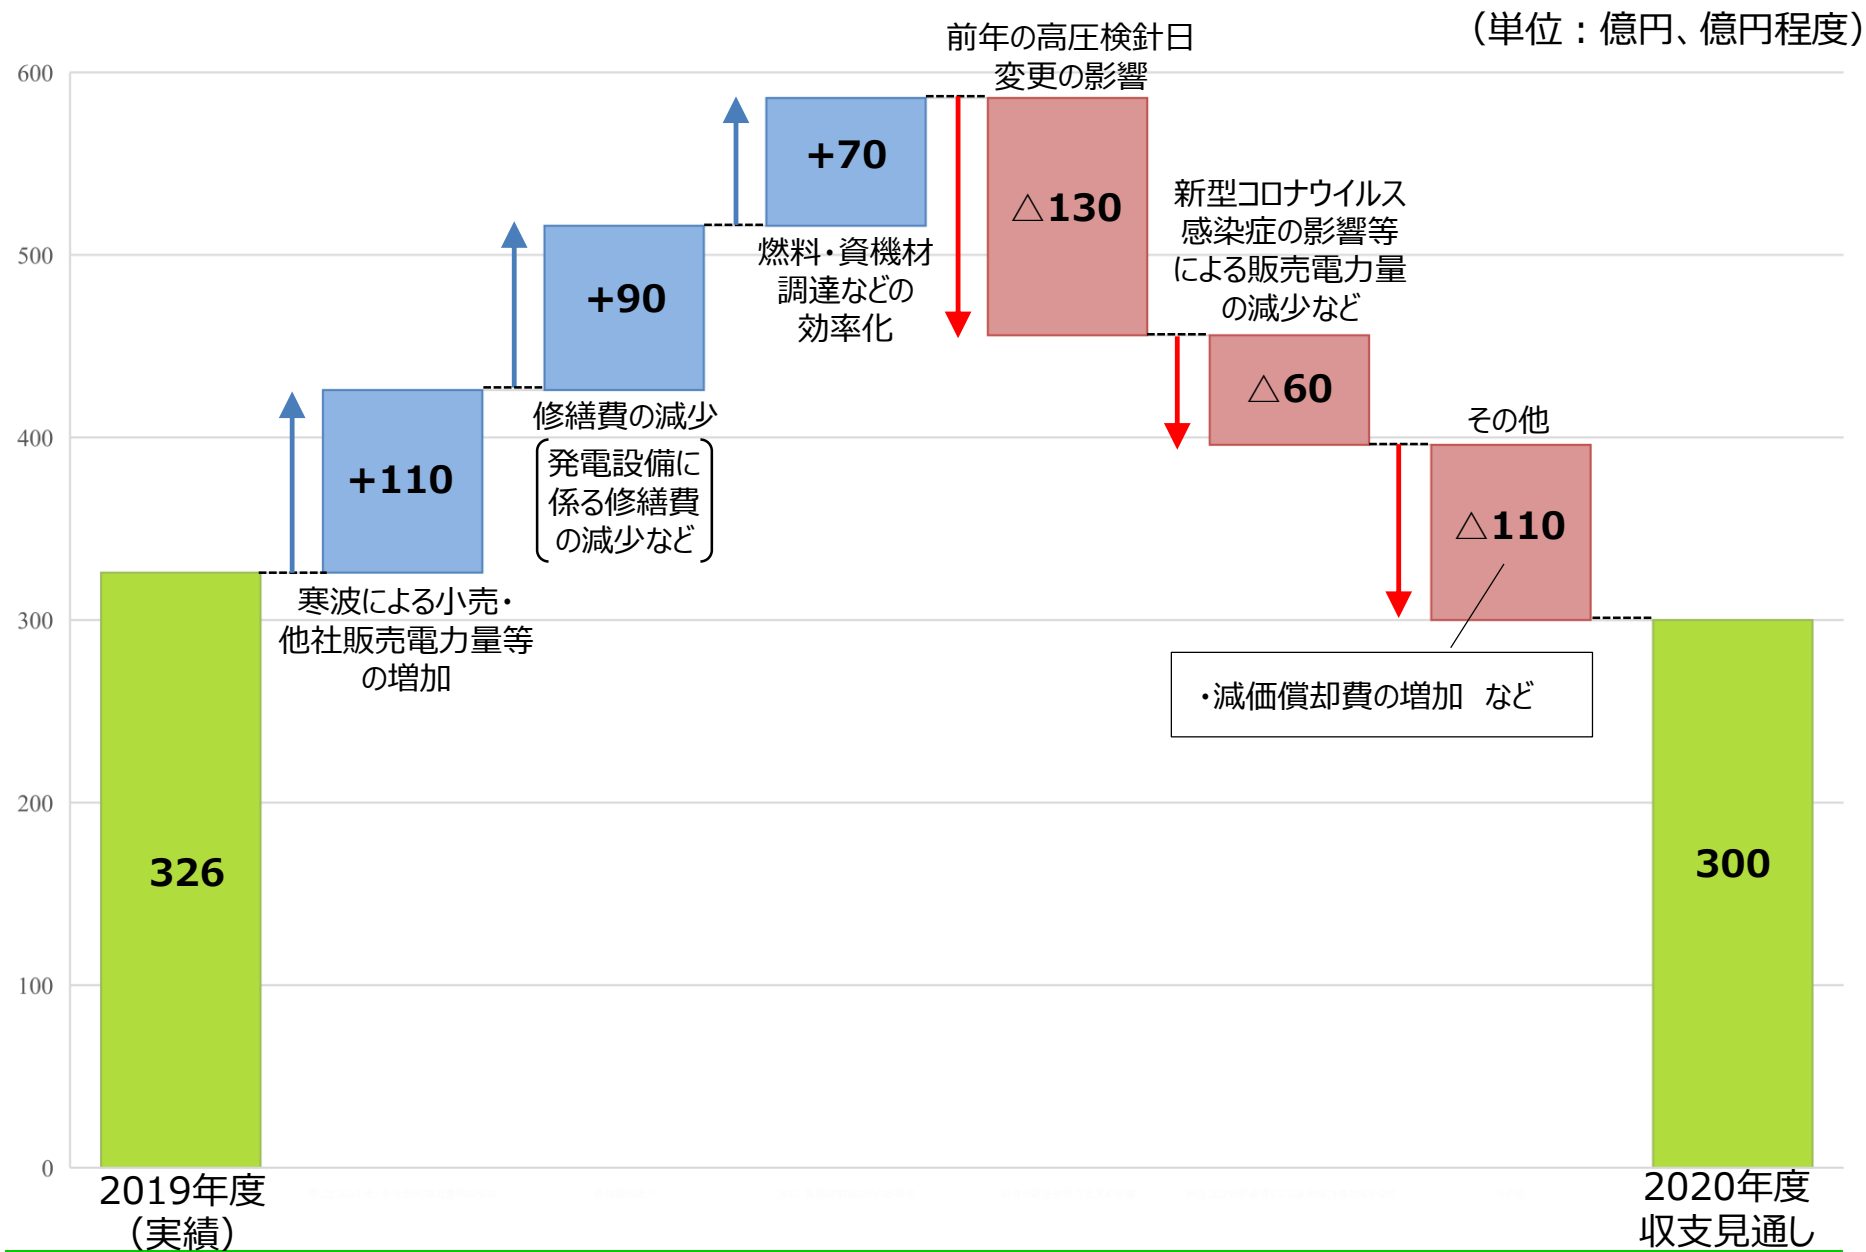 （単位：億円、億円程度）
前年の高圧検針日
変更の影響
600
500
400
300
200
100
0
+70
燃料・資機材
調達などの
効率化
△130
新型コロナウイルス
感染症の影響等
による販売電力量
の減少など
+90
修繕費の減少
発電設備に
係る修繕費
の減少など
△60
その他
+110
寒波による小売・
他社販売電力量等
の増加
△110
・減価償却費の増加　など
326
300
2019年度
（実績）
2020年度
収支見通し